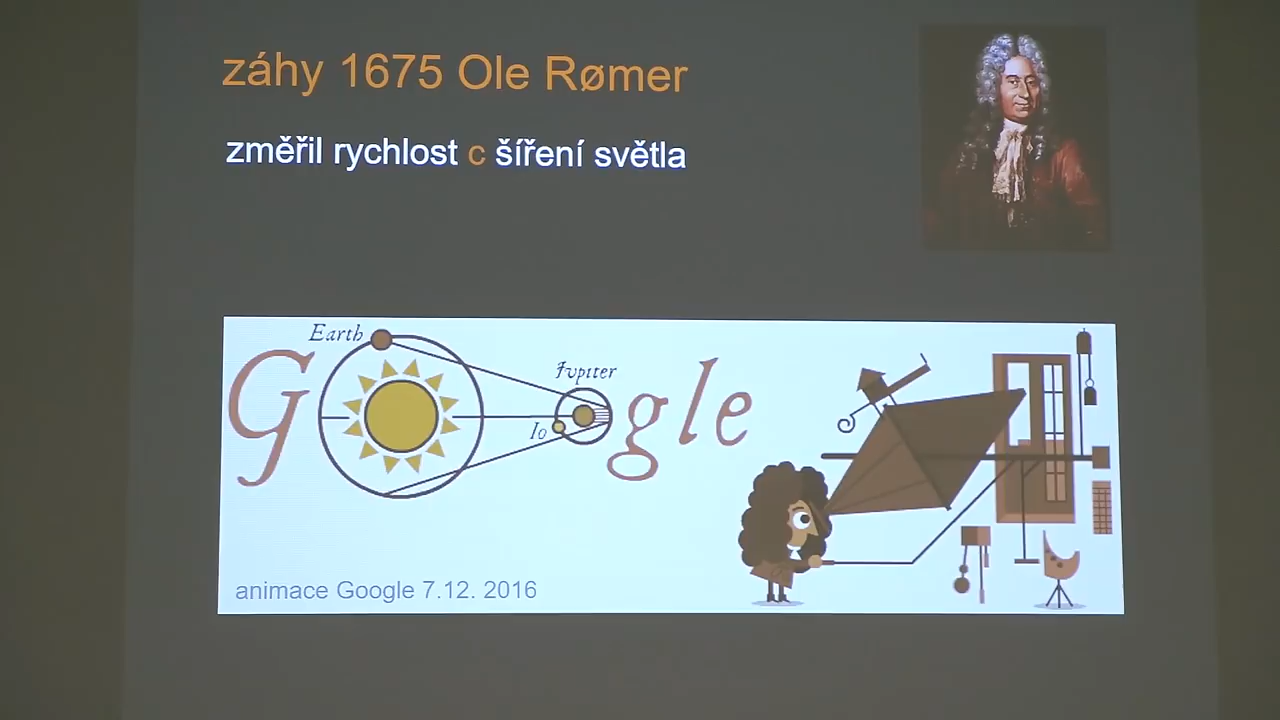 záhy 1675 Ole Rømer
změřil rychlost c šíření světla
Earth
Google
Jupiter
Io
animace Google 7.12. 2016